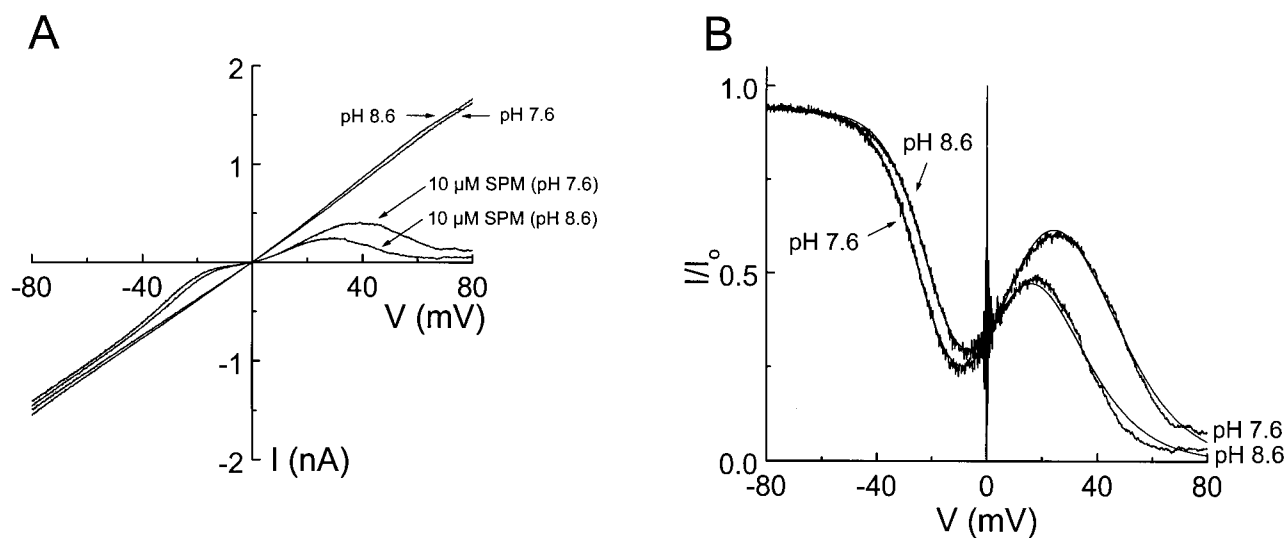 A
2
pH 8.6
pH 7.6
1
10 µM SPM (pH 7.6)
10 µM SPM (pH 8.6)
-80
-40
40
80
V (mV)
-1
-2
I (nA)
B
1.0
pH 8.6
pH 7.6
I/Io
0.5
pH 7.6
pH 8.6
0.0
-80
-40
0
40
80
V (mV)